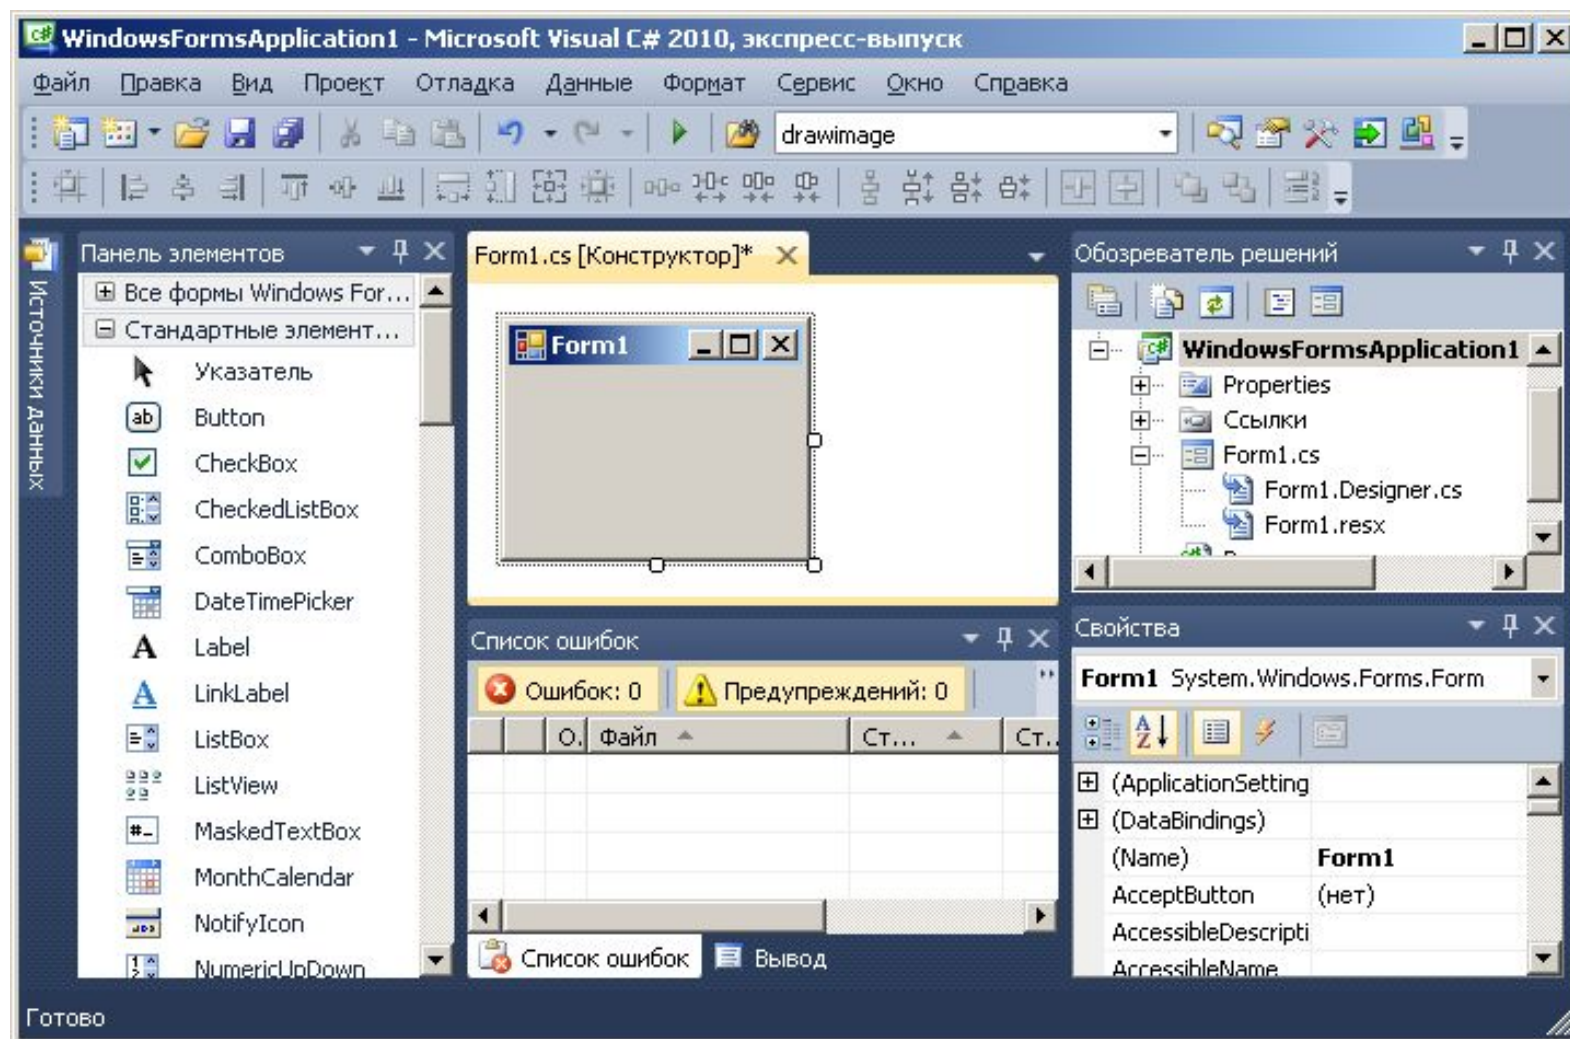 WindowsFormsApplication1 - Microsoft Visual C# 2010, экспресс-выпуск
Файл Правка Вид Проект Отладка Данные Формат Сервис Окно Справка
drawimage
Источники данных
Панель элементов
Все формы Windows For...
Стандартные элемент...
Указатель
Button
CheckBox
CheckedListBox
ComboBox
DateTimePicker
Label
LinkLabel
ListBox
ListView
MaskedTextBox
MonthCalendar
NotifyIcon
NumericUpDown
Form1.cs [Конструктор]*
Form1
Список ошибок
Ошибок: 0 Предупреждений: 0
О. Файл Ст... Ст..
Список ошибок Вывод
Обозреватель решений
WindowsFormsApplication1
Properties
Ссылки
Form1.cs
Form1.Designer.cs
Form1.resx
Свойства
Form1 System.Windows.Forms.Form
(ApplicationSetting
(DataBindings)
(Name) Form1
AcceptButton (нет)
AccessibleDescripti
AccessibleName
Готово